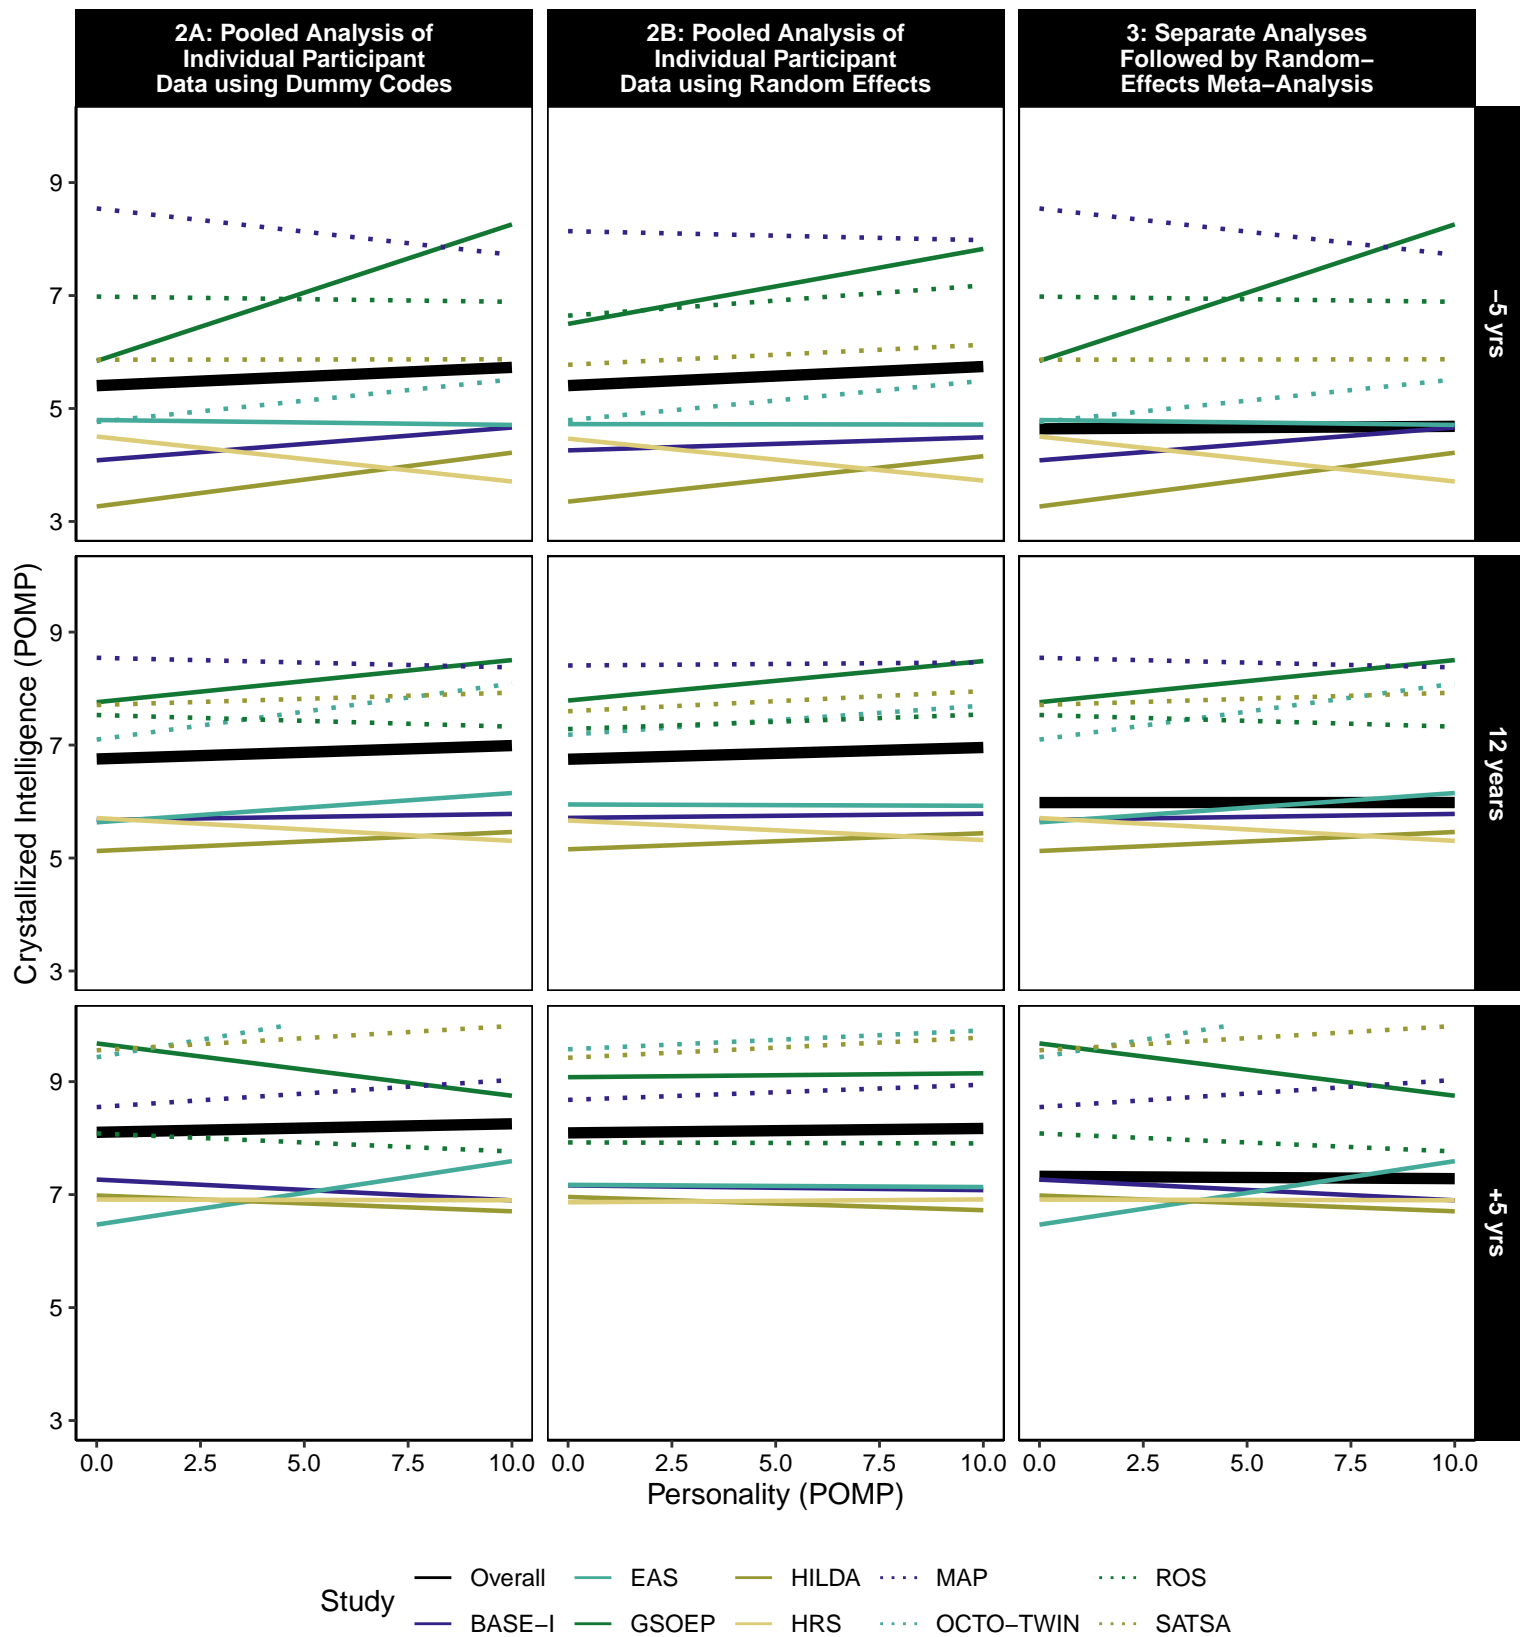 2A: Pooled Analysis of
Individual Participant
Data using Dummy Codes
2B: Pooled Analysis of
Individual Participant
Data using Random Effects
3: Separate Analyses
Followed by Random−
Effects Meta−Analysis
9
7
5
3
−5 yrs
9
7
5
3
12 years
9
7
5
3
+5 yrs
Crystallized Intelligence (POMP)
0.0 2.5 5.0 7.5 10.0
0.0 2.5 5.0 7.5 10.0
0.0 2.5 5.0 7.5 10.0
Personality (POMP)
Study
Overall EAS HILDA MAP ROS
BASE−I GSOEP HRS OCTO−TWIN SATSA